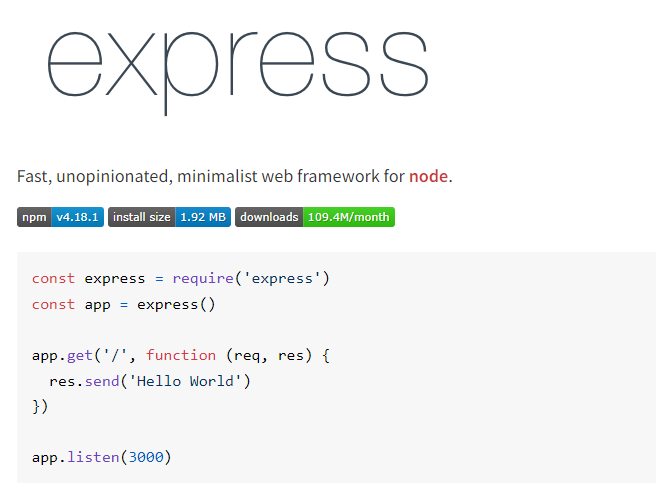 express
Fast, unopinionated, minimalist web framework for node.
npm v4.18.1 install size 1.92 MB downloads 109.4M/month
const express = require('express')
const app = express()
app.get('/', function (req, res) {
  res.send('Hello World')
})
app.listen(3000)